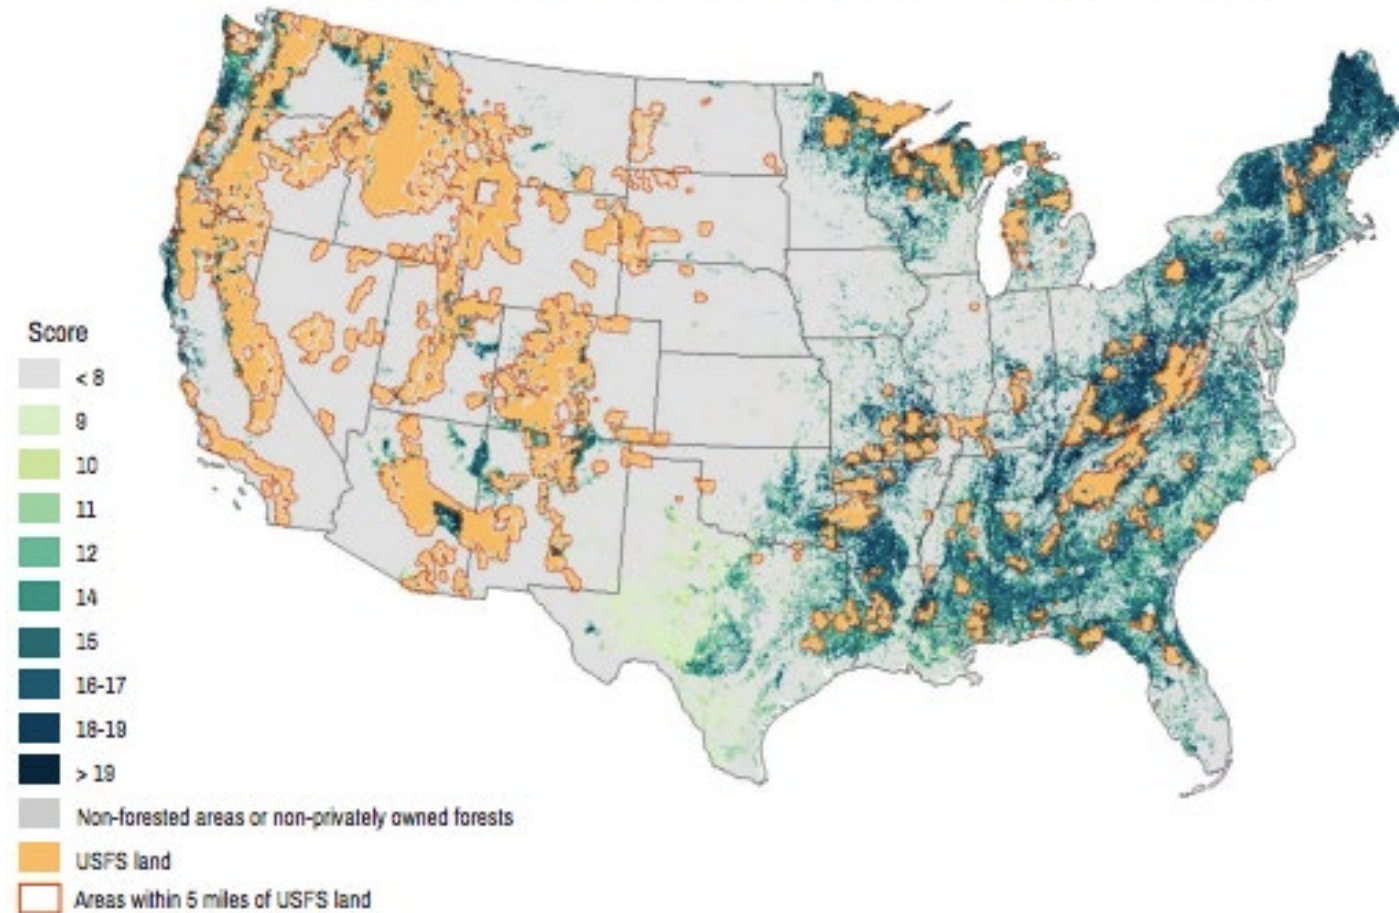 Score
< 8
9
10
11
12
14
15
16-17
18-19
> 19
Non-forested areas or non-privately owned forests
USFS land
Areas within 5 miles of USFS land